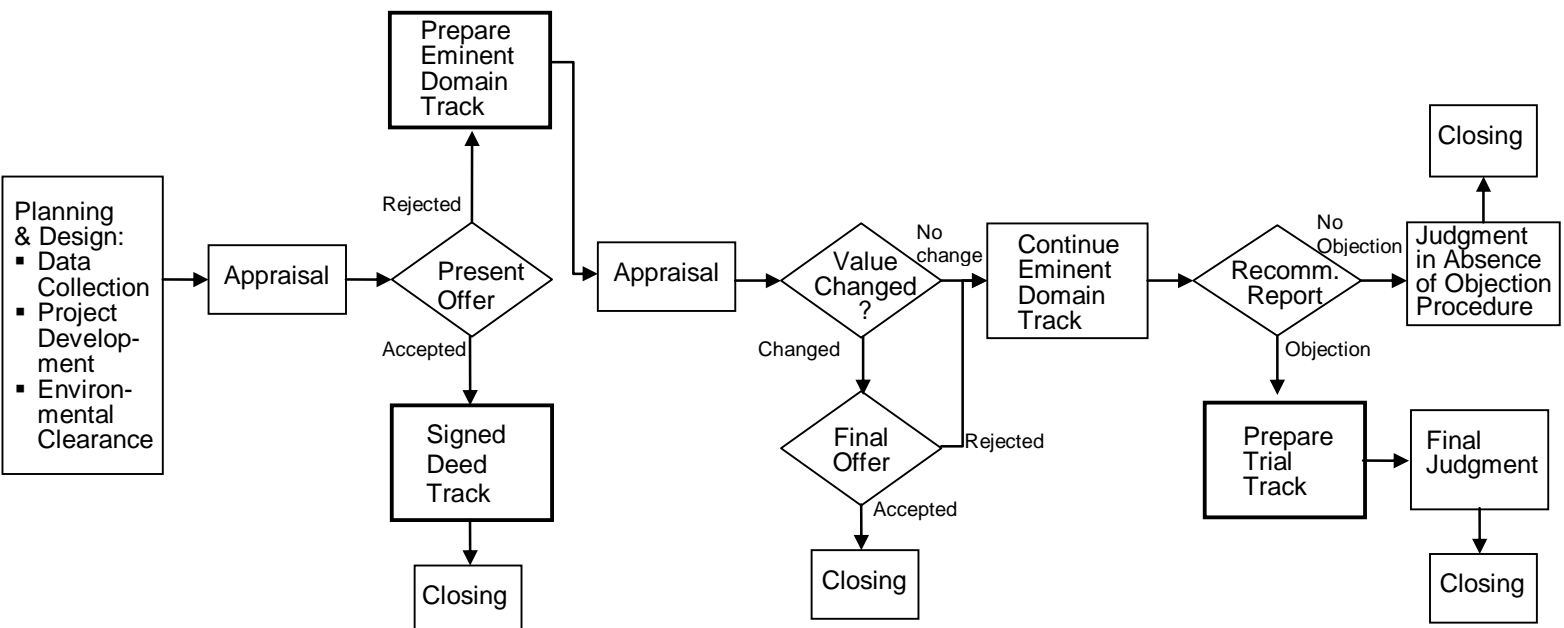 Planning
& Design:
▪ Data
Collection
▪ Project
Develop-
ment
▪ Environ-
mental
Clearance
Appraisal
Present
Offer
Rejected
Prepare
Eminent
Domain
Track
Accepted
Signed
Deed
Track
Closing
Appraisal
Value
Changed
?
No
change
Changed
Final
Offer
Rejected
Accepted
Closing
Continue
Eminent
Domain
Track
Recomm.
Report
No
Objection
Judgment
in Absence
of Objection
Procedure
Closing
Objection
Prepare
Trial
Track
Final
Judgment
Closing